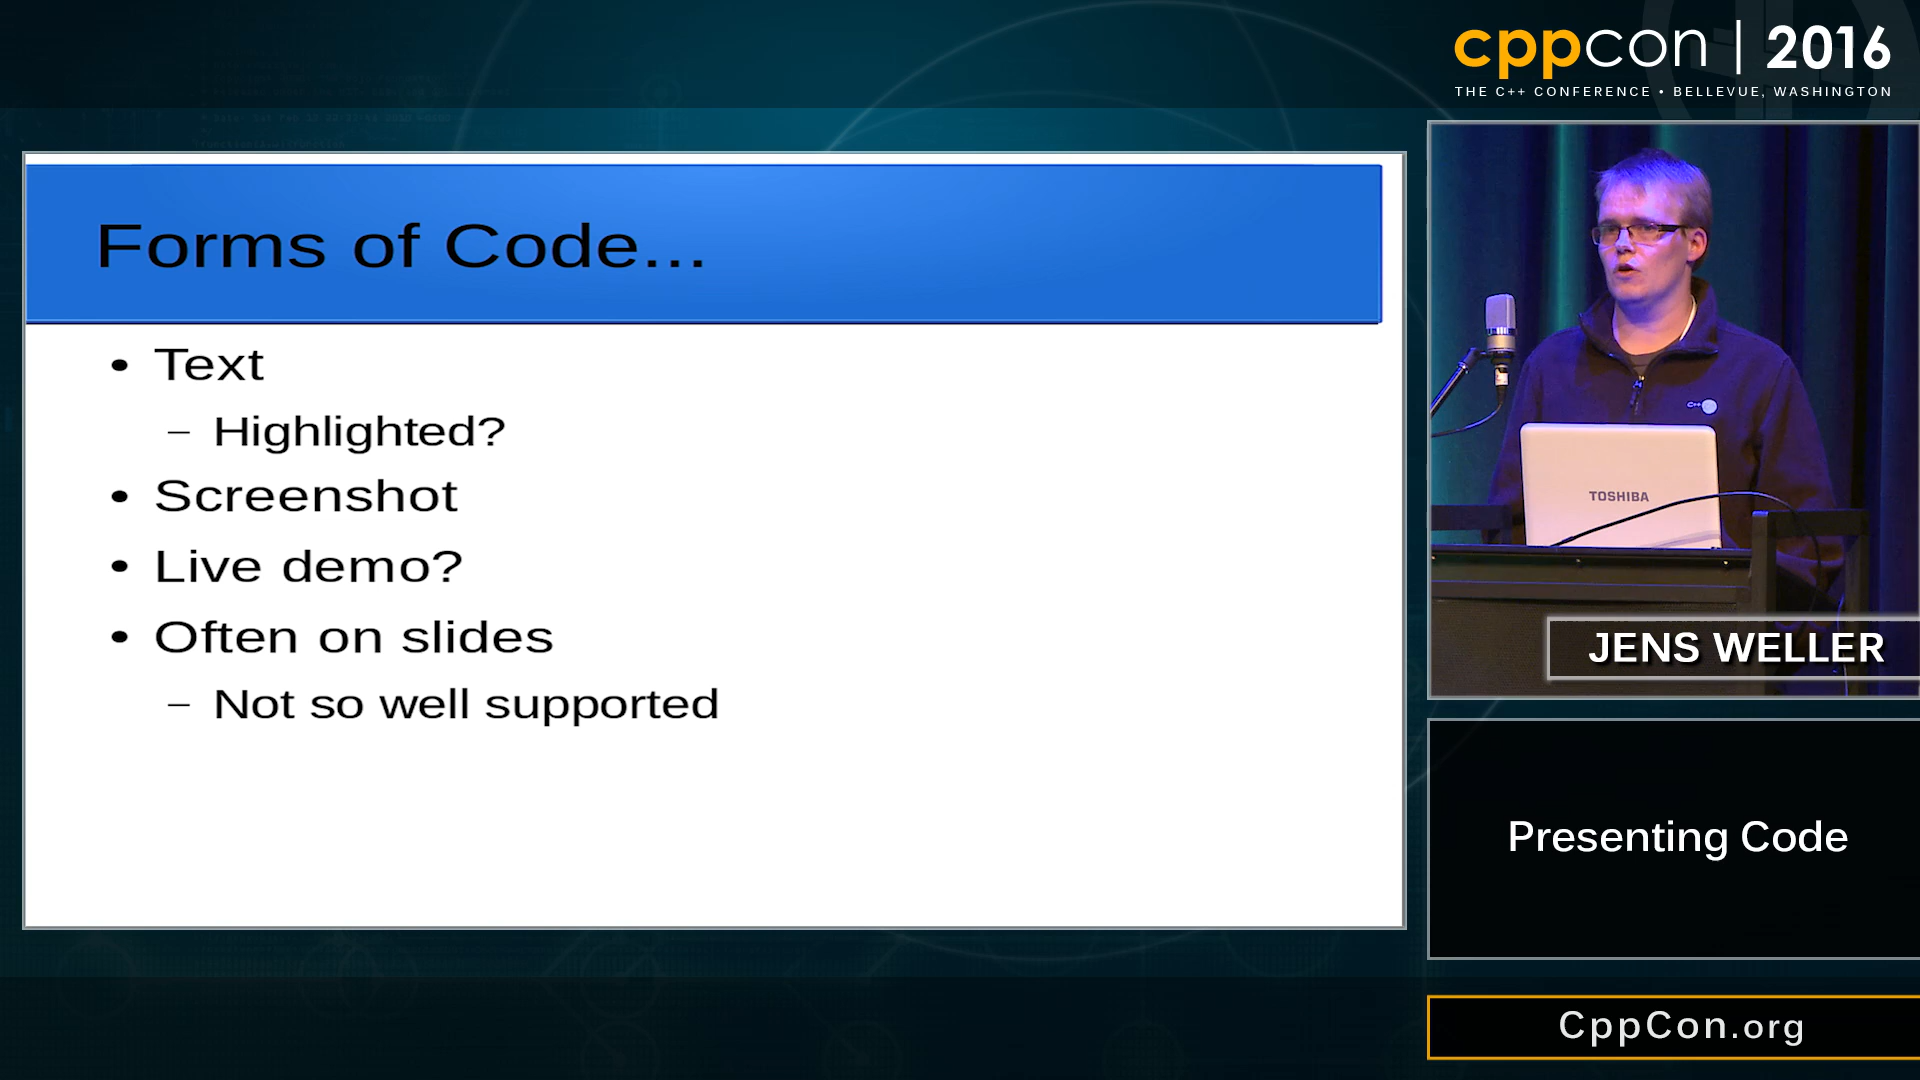 cppcon | 2016
THE C++ CONFERENCE • BELLEVUE, WASHINGTON
Forms of Code...
• Text
– Highlighted?
• Screenshot
• Live demo?
• Often on slides
– Not so well supported
C++
TOSHIBA
JENS WELLER
Presenting Code
CppCon.org